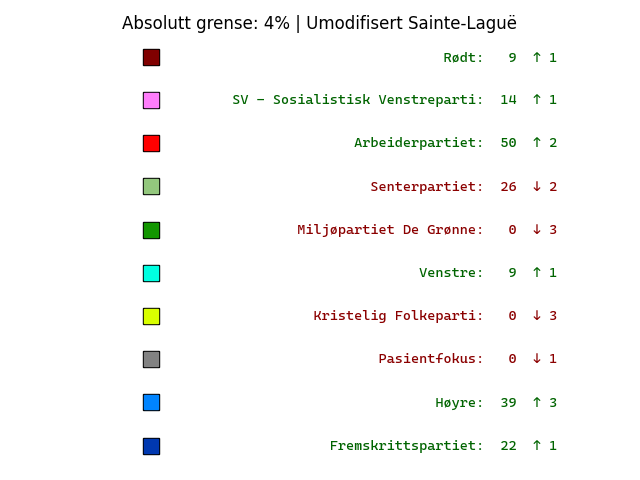 Absolutt grense: 4% | Umodifisert Sainte-Laguë
Rødt: 9 ↑ 1
SV – Sosialistisk Venstreparti: 14 ↑ 1
Arbeiderpartiet: 50 ↑ 2
Senterpartiet: 26 ↓ 2
Miljøpartiet De Grønne: 0 ↓ 3
Venstre: 9 ↑ 1
Kristelig Folkeparti: 0 ↓ 3
Pasientfokus: 0 ↓ 1
Høyre: 39 ↑ 3
Fremskrittspartiet: 22 ↑ 1